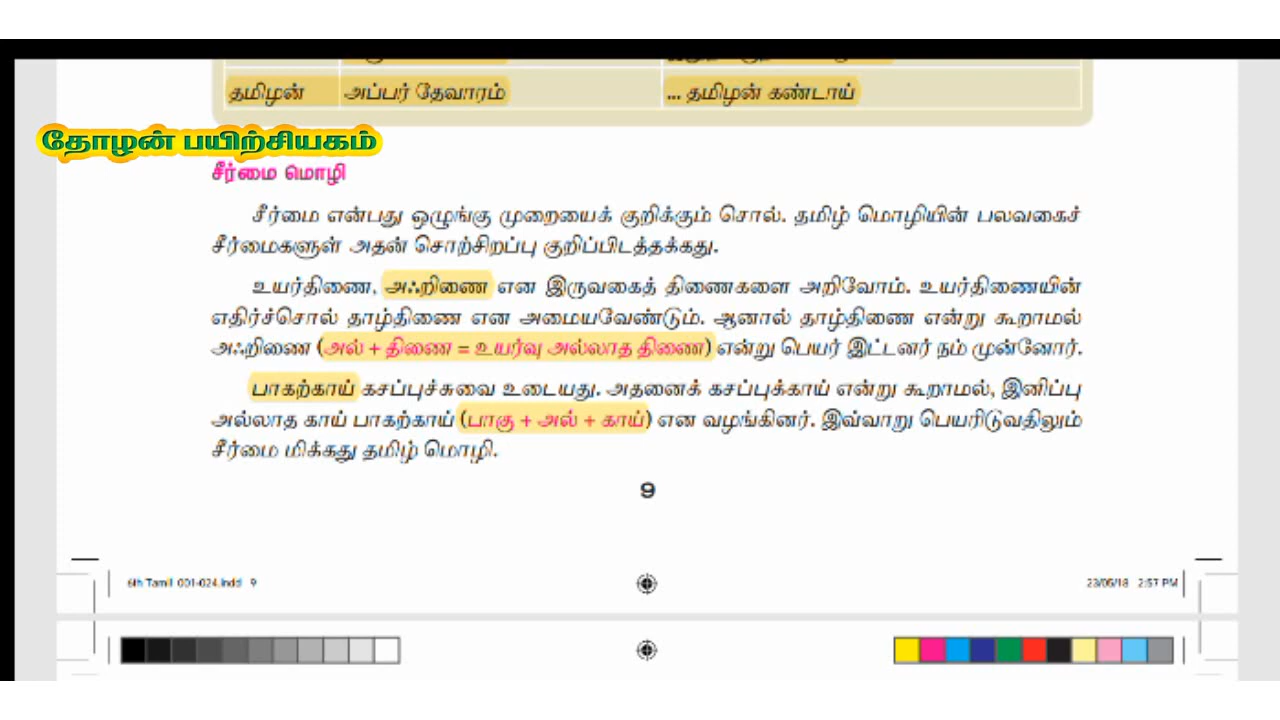 தமிழன் அப்பர் தேவாரம் ... தமிழன் கண்டாய்
தோழன் பயிற்சியகம்
சீர்மை மொழி
சீர்மை என்பது ஒழுங்கு முறையைக் குறிக்கும் சொல். தமிழ் மொழியின் பலவகைச்
சீர்மைகளுள் அதன் சொற்சிறப்பு குறிப்பிடத்தக்கது.
உயர்திணை, அஃறிணை என இருவகைத் திணைகளை அறிவோம். உயர்திணையின்
எதிர்ச்சொல் தாழ்திணை என அமையவேண்டும். ஆனால் தாழ்திணை என்று கூறாமல்
அஃறிணை (அல் + திணை = உயர்வு அல்லாத திணை) என்று பெயர் இட்டனர் நம் முன்னோர்.
பாகற்காய் கசப்புச்சுவை உடையது. அதனைக் கசப்புக்காய் என்று கூறாமல், இனிப்பு
அல்லாத காய் பாகற்காய் (பாகு + அல் + காய்) என வழங்கினர். இவ்வாறு பெயரிடுவதிலும்
சீர்மை மிக்கது தமிழ் மொழி.
9
6th Tamil 001-024.indd 9 23/05/18 2:57 PM